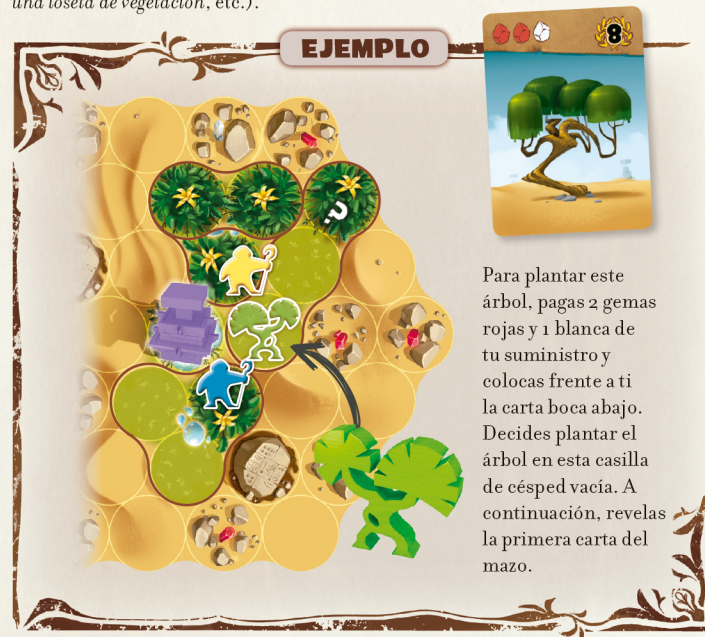 una loseta de vegetación, etc.).
EJEMPLO
8
?
Para plantar este
árbol, pagas 2 gemas
rojas y 1 blanca de
tu suministro y
colocas frente a ti
la carta boca abajo.
Decides plantar el
árbol en esta casilla
de césped vacía. A
continuación, revelas
la primera carta del
mazo.